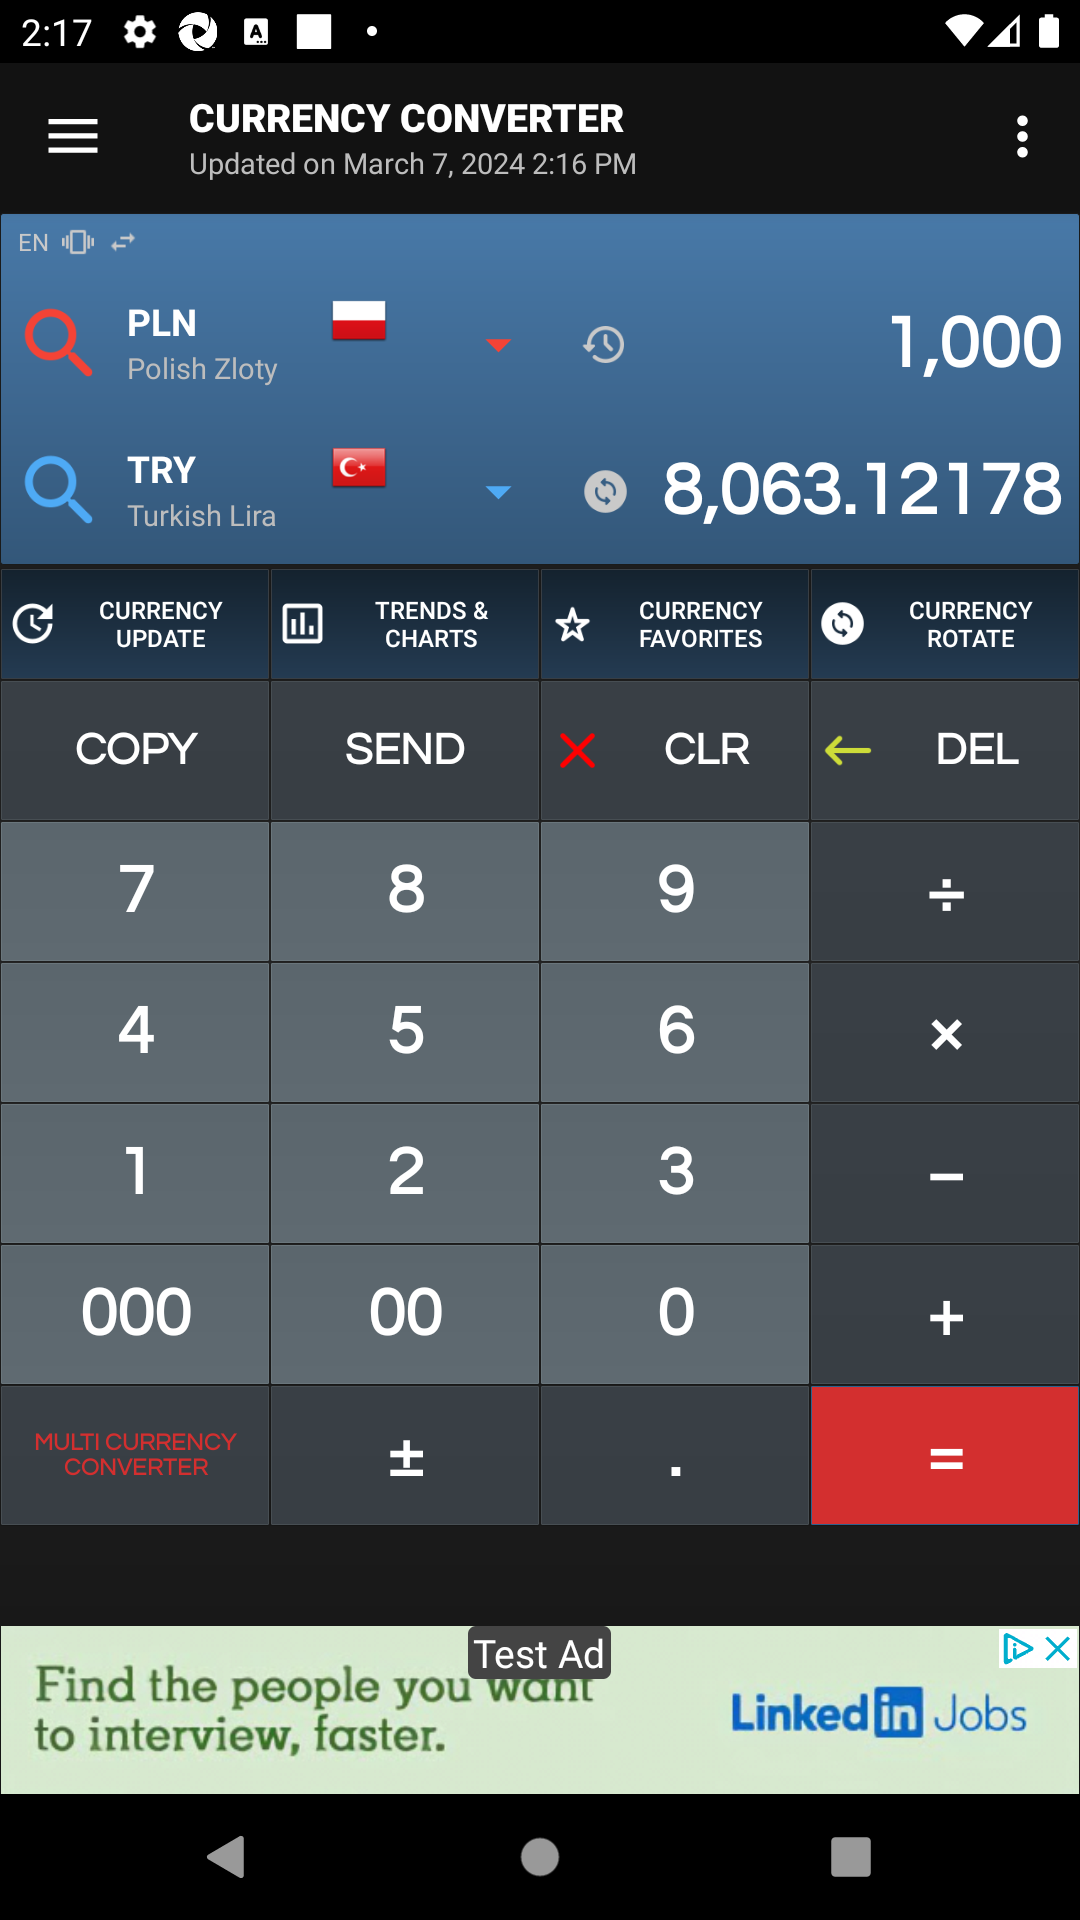 2:17
CURRENCY CONVERTER
Updated on March 7, 2024 2:16 PM
EN
PLN
Polish Zloty
1,000
TRY
Turkish Lira
8,063.12178
CURRENCY UPDATE
TRENDS & CHARTS
CURRENCY FAVORITES
CURRENCY ROTATE
COPY SEND CLR DEL
7 8 9 ÷
4 5 6 ×
1 2 3 −
000 00 0 +
MULTI CURRENCY CONVERTER
± . =
Test Ad
Find the people you want
to interview, faster.
Linked in Jobs